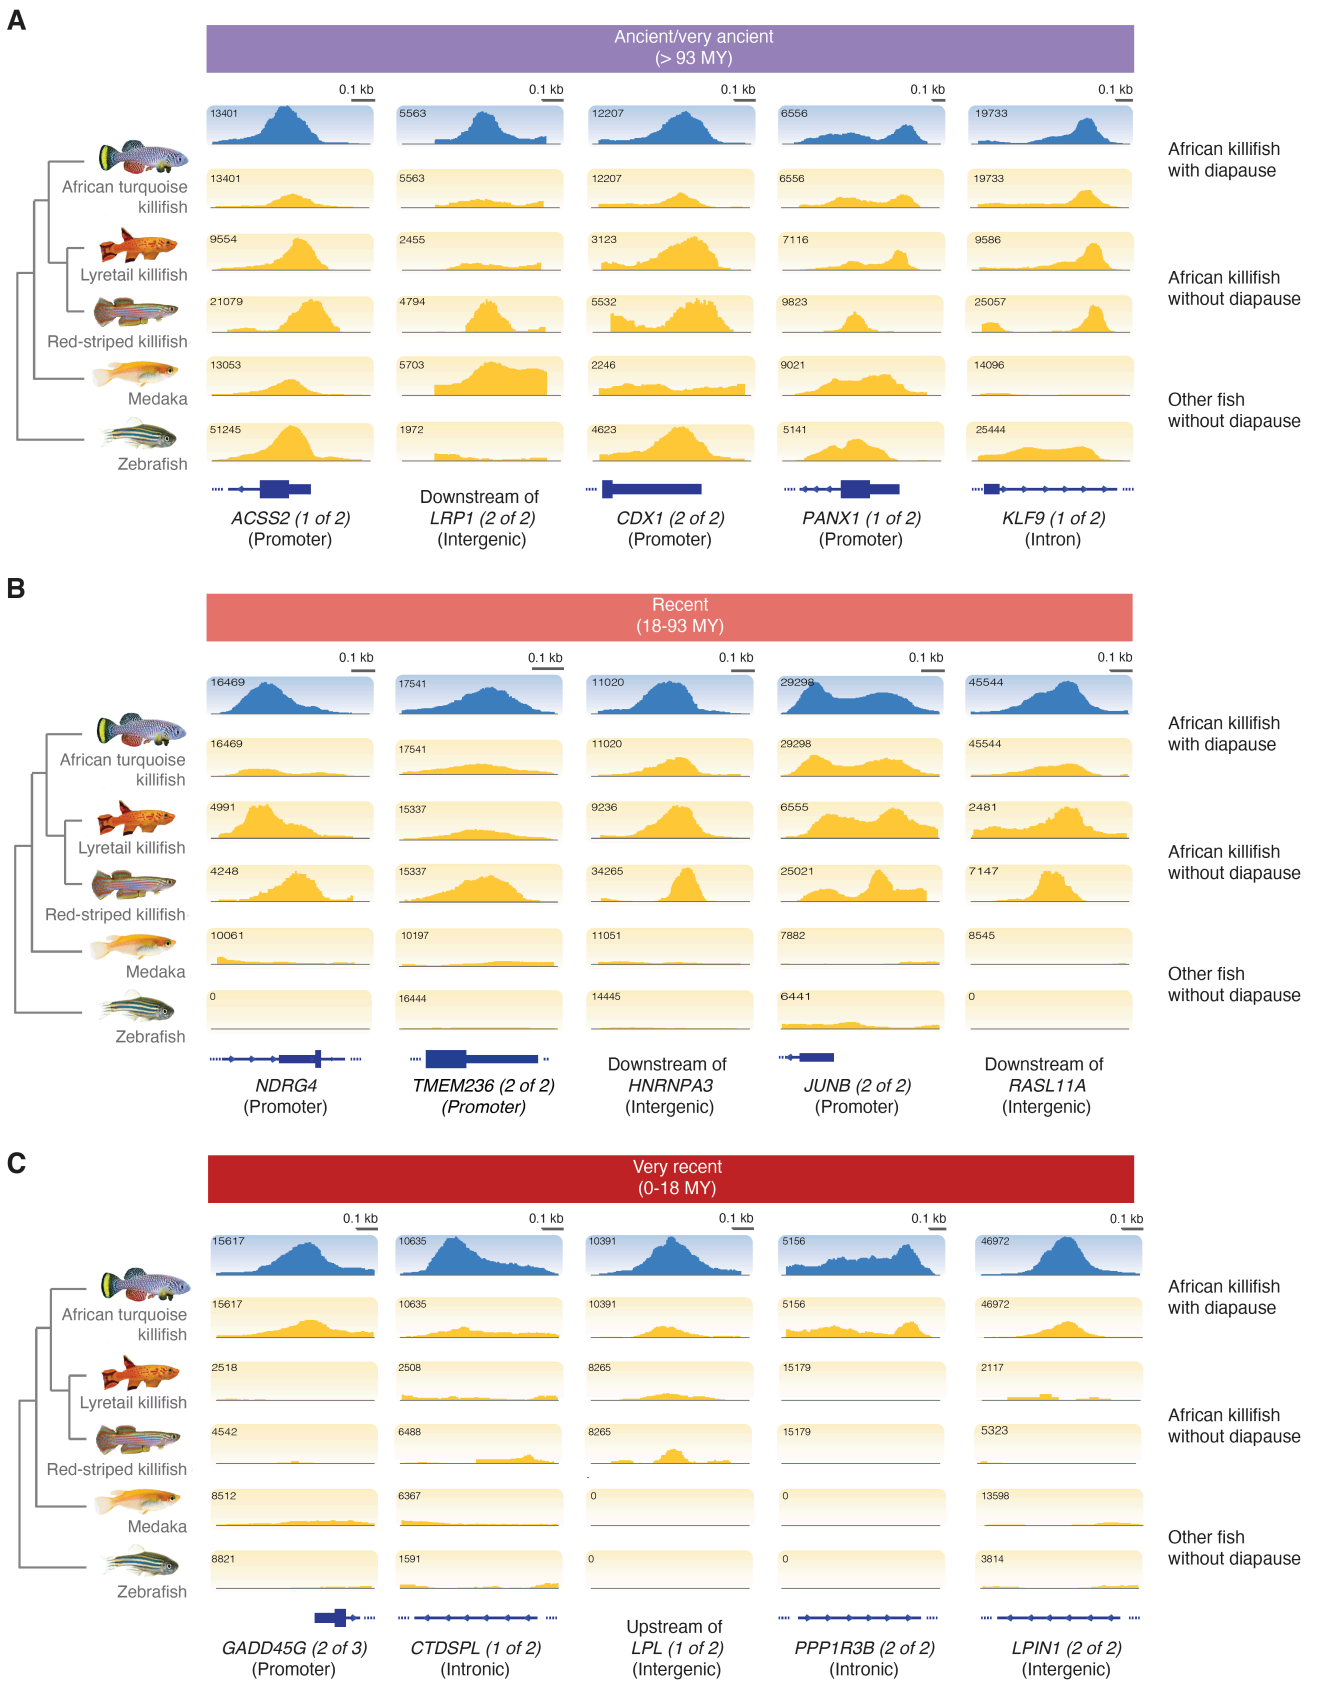 A
Ancient/very ancient
(> 93 MY)
0.1 kb 0.1 kb 0.1 kb 0.1 kb 0.1 kb
13401 5563 12207 6556 19733
African killifish
with diapause
13401 5563 12207 6556 19733
African turquoise
killifish
9554 2455 3123 7116 9586
Lyretail killifish
African killifish
without diapause
21079 4794 5532 9823 25057
Red-striped killifish
13053 5703 2246 9021 14096
Medaka
Other fish
without diapause
51245 1972 4623 5141 25444
Zebrafish
ACSS2 (1 of 2)
(Promoter)
Downstream of
LRP1 (2 of 2)
(Intergenic)
CDX1 (2 of 2)
(Promoter)
PANX1 (1 of 2)
(Promoter)
KLF9 (1 of 2)
(Intron)
B
Recent
(18-93 MY)
0.1 kb 0.1 kb 0.1 kb 0.1 kb 0.1 kb
16469 17541 11020 29298 45544
African killifish
with diapause
16469 17541 11020 29298 45544
African turquoise
killifish
4991 15337 9236 6555 2481
Lyretail killifish
African killifish
without diapause
4248 15337 34265 25021 7147
Red-striped killifish
10061 10197 11051 7882 8545
Medaka
Other fish
without diapause
0 16444 14445 6441 0
Zebrafish
NDRG4
(Promoter)
TMEM236 (2 of 2)
(Promoter)
Downstream of
HNRNPA3
(Intergenic)
JUNB (2 of 2)
(Promoter)
Downstream of
RASL11A
(Intergenic)
C
Very recent
(0-18 MY)
0.1 kb 0.1 kb 0.1 kb 0.1 kb 0.1 kb
15617 10635 10391 5156 46972
African killifish
with diapause
15617 10635 10391 5156 46972
African turquoise
killifish
2518 2508 8265 15179 2117
Lyretail killifish
African killifish
without diapause
4542 6488 8265 15179 5323
Red-striped killifish
8512 6367 0 0 13598
Medaka
Other fish
without diapause
8821 1591 0 0 3814
Zebrafish
GADD45G (2 of 3)
(Promoter)
CTDSPL (1 of 2)
(Intronic)
Upstream of
LPL (1 of 2)
(Intergenic)
PPP1R3B (2 of 2)
(Intronic)
LPIN1 (2 of 2)
(Intergenic)